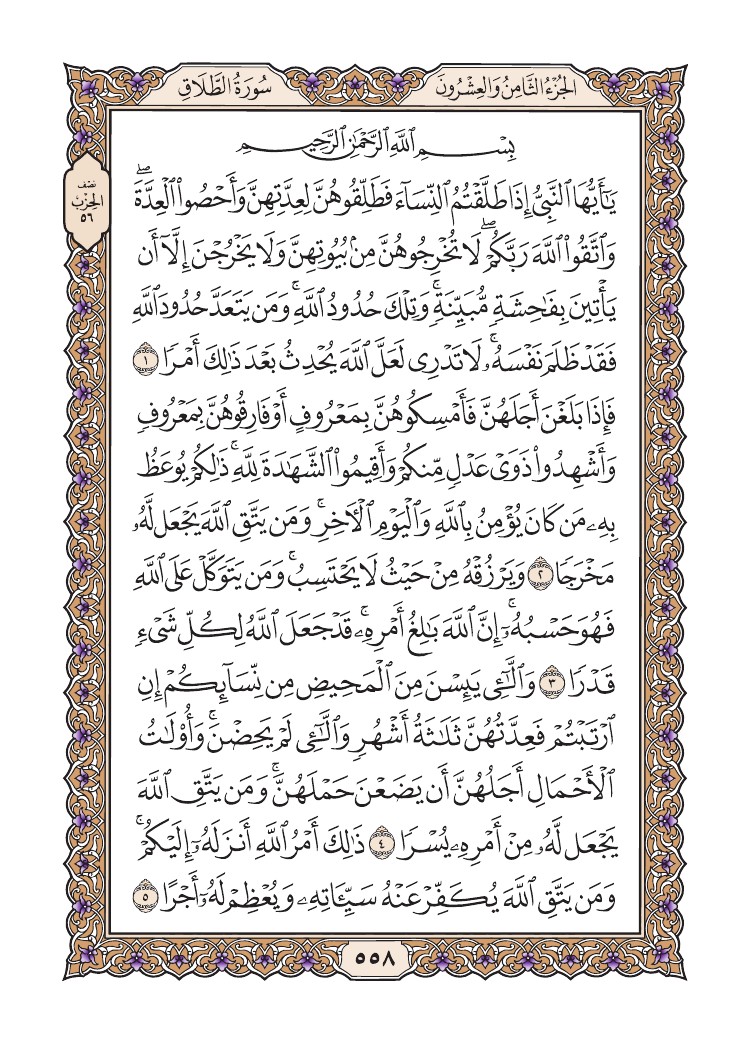 الجُزْءُ الثَّامِنُ وَالعِشْرُونَ
سُورَةُ الطَّلَاقِ
نصف
الحزب
٥٦
بِسْمِ ٱللَّهِ ٱلرَّحْمَٰنِ ٱلرَّحِيمِ
يَـٰٓأَيُّهَا ٱلنَّبِيُّ إِذَا طَلَّقْتُمُ ٱلنِّسَآءَ فَطَلِّقُوهُنَّ لِعِدَّتِهِنَّ وَأَحْصُوا۟ ٱلْعِدَّةَۖ
وَٱتَّقُوا۟ ٱللَّهَ رَبَّكُمْۖ لَا تُخْرِجُوهُنَّ مِنۢ بُيُوتِهِنَّ وَلَا يَخْرُجْنَ إِلَّآ أَن
يَأْتِينَ بِفَـٰحِشَةٍ مُّبَيِّنَةٍۚ وَتِلْكَ حُدُودُ ٱللَّهِۚ وَمَن يَتَعَدَّ حُدُودَ ٱللَّهِ
فَقَدْ ظَلَمَ نَفْسَهُۥۚ لَا تَدْرِى لَعَلَّ ٱللَّهَ يُحْدِثُ بَعْدَ ذَٰلِكَ أَمْرًا ١
فَإِذَا بَلَغْنَ أَجَلَهُنَّ فَأَمْسِكُوهُنَّ بِمَعْرُوفٍ أَوْ فَارِقُوهُنَّ بِمَعْرُوفٍ
وَأَشْهِدُوا۟ ذَوَىْ عَدْلٍ مِّنكُمْ وَأَقِيمُوا۟ ٱلشَّهَـٰدَةَ لِلَّهِۚ ذَٰلِكُمْ يُوعَظُ
بِهِۦ مَن كَانَ يُؤْمِنُ بِٱللَّهِ وَٱلْيَوْمِ ٱلْـَٔاخِرِۚ وَمَن يَتَّقِ ٱللَّهَ يَجْعَل لَّهُۥ
مَخْرَجًا ٢ وَيَرْزُقْهُ مِنْ حَيْثُ لَا يَحْتَسِبُۚ وَمَن يَتَوَكَّلْ عَلَى ٱللَّهِ
فَهُوَ حَسْبُهُۥٓۚ إِنَّ ٱللَّهَ بَـٰلِغُ أَمْرِهِۦۚ قَدْ جَعَلَ ٱللَّهُ لِكُلِّ شَىْءٍ
قَدْرًا ٣ وَٱلَّـٰٓـِٔى يَئِسْنَ مِنَ ٱلْمَحِيضِ مِن نِّسَآئِكُمْ إِنِ
ٱرْتَبْتُمْ فَعِدَّتُهُنَّ ثَلَـٰثَةُ أَشْهُرٍ وَٱلَّـٰٓـِٔى لَمْ يَحِضْنَۚ وَأُو۟لَـٰتُ
ٱلْأَحْمَالِ أَجَلُهُنَّ أَن يَضَعْنَ حَمْلَهُنَّۚ وَمَن يَتَّقِ ٱللَّهَ
يَجْعَل لَّهُۥ مِنْ أَمْرِهِۦ يُسْرًا ٤ ذَٰلِكَ أَمْرُ ٱللَّهِ أَنزَلَهُۥٓ إِلَيْكُمْۚ
وَمَن يَتَّقِ ٱللَّهَ يُكَفِّرْ عَنْهُ سَيِّـَٔاتِهِۦ وَيُعْظِمْ لَهُۥٓ أَجْرًا ٥
٥٥٨